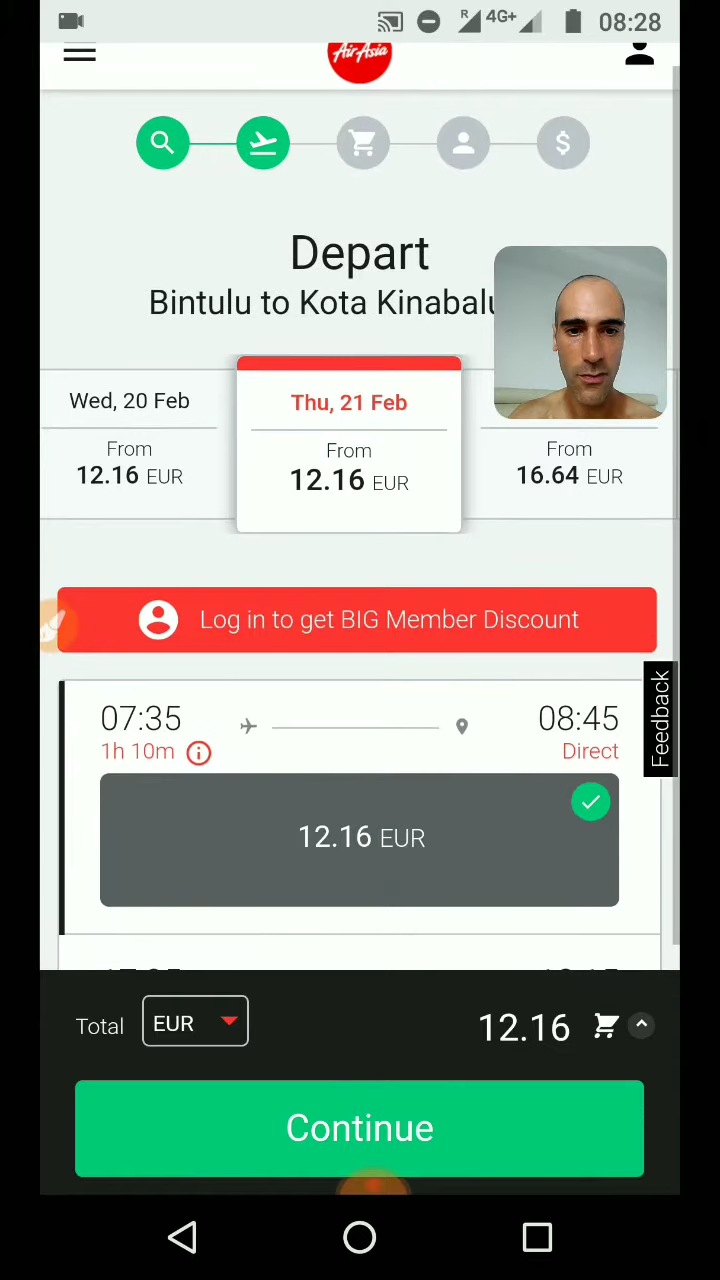 R 4G+ 08:28
AirAsia
$
Depart
Bintulu to Kota Kinabalu
Wed, 20 Feb
From
12.16 EUR
Thu, 21 Feb
From
12.16 EUR
From
16.64 EUR
Log in to get BIG Member Discount
Feedback
07:35
08:45
1h 10m
Direct
12.16 EUR
Total
EUR
12.16
Continue